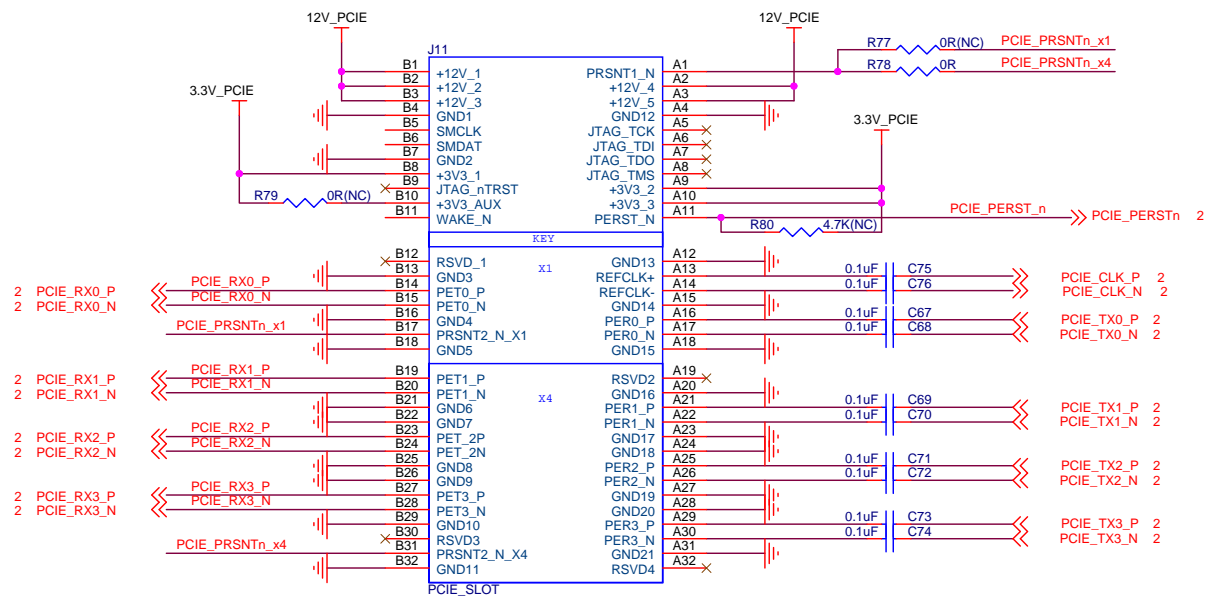 12V_PCIE
12V_PCIE
R77 0R(NC) PCIE_PRSNTn_x1
J11
B1 +12V_1 PRSNT1_N A1 R78 0R PCIE_PRSNTn_x4
B2 +12V_2 +12V_4 A2
3.3V_PCIE B3 +12V_3 +12V_5 A3
B4 GND1 GND12 A4
3.3V_PCIE
B5 SMCLK JTAG_TCK A5
B6 SMDAT JTAG_TDI A6
B7 GND2 JTAG_TDO A7
B8 +3V3_1 JTAG_TMS A8
B9 JTAG_nTRST +3V3_2 A9
R79 0R(NC) B10 +3V3_AUX +3V3_3 A10
B11 WAKE_N PERST_N A11 PCIE_PERST_n PCIE_PERSTn 2
R80 4.7K(NC)
KEY
B12 RSVD_1 GND13 A12
X1
B13 GND3 REFCLK+ A13 0.1uF C75 PCIE_CLK_P 2
2 PCIE_RX0_P PCIE_RX0_P B14 PET0_P REFCLK- A14 0.1uF C76 PCIE_CLK_N 2
2 PCIE_RX0_N PCIE_RX0_N B15 PET0_N GND14 A15
B16 GND4 PER0_P A16 0.1uF C67 PCIE_TX0_P 2
PCIE_PRSNTn_x1 B17 PRSNT2_N_X1 PER0_N A17 0.1uF C68 PCIE_TX0_N 2
B18 GND5 GND15 A18
2 PCIE_RX1_P PCIE_RX1_P B19 PET1_P RSVD2 A19
2 PCIE_RX1_N PCIE_RX1_N B20 PET1_N GND16 A20
X4
B21 GND6 PER1_P A21 0.1uF C69 PCIE_TX1_P 2
B22 GND7 PER1_N A22 0.1uF C70 PCIE_TX1_N 2
2 PCIE_RX2_P PCIE_RX2_P B23 PET_2P GND17 A23
2 PCIE_RX2_N PCIE_RX2_N B24 PET_2N GND18 A24
B25 GND8 PER2_P A25 0.1uF C71 PCIE_TX2_P 2
B26 GND9 PER2_N A26 0.1uF C72 PCIE_TX2_N 2
2 PCIE_RX3_P PCIE_RX3_P B27 PET3_P GND19 A27
2 PCIE_RX3_N PCIE_RX3_N B28 PET3_N GND20 A28
B29 GND10 PER3_P A29 0.1uF C73 PCIE_TX3_P 2
B30 RSVD3 PER3_N A30 0.1uF C74 PCIE_TX3_N 2
PCIE_PRSNTn_x4 B31 PRSNT2_N_X4 GND21 A31
B32 GND11 RSVD4 A32
PCIE_SLOT